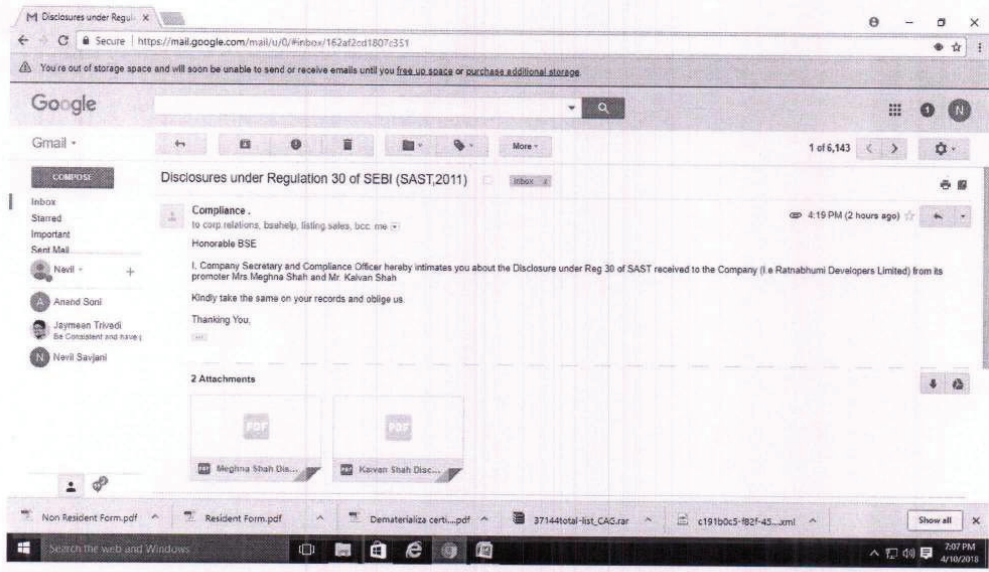 Disclosures under Regul
Secure https://mail.google.com/mail/u/0/#inbox/162af2cd1807c351
You're out of storage space and will soon be unable to send or receive emails until you free up space or purchase additional storage.
Google
1 N
Gmail
More
1 of 6,143
COMPOSE
Disclosures under Regulation 30 of SEBI (SAST,2011)
Inbox x
Inbox
Starred
Important
Sent Mail
Nevil
+
A Anand Soni
Jaymeen Trivedi
Be Consistent and have p
N Nevil Savjani
Compliance .
4:19 PM (2 hours ago)
to corp.relations, bsehelp, listing.sales, bcc: me
Honorable BSE
I, Company Secretary and Compliance Officer hereby intimates you about the Disclosure under Reg 30 of SAST received to the Company (I.e Ratnabhumi Developers Limited) from its
promoter Mrs.Meghna Shah and Mr. Kaivan Shah
Kindly take the same on your records and oblige us.
Thanking You,
2 Attachments
PDF
PDF
PDF Meghna Shah Dis...
PDF Kaivan Shah Disc...
Non Resident Form.pdf
Resident Form.pdf
Dematerializa certi....pdf
37144total-list_CAG.rar
c191b0c5-f82f-45....xml
Show all
Search the web and Windows
7:07 PM
4/10/2018